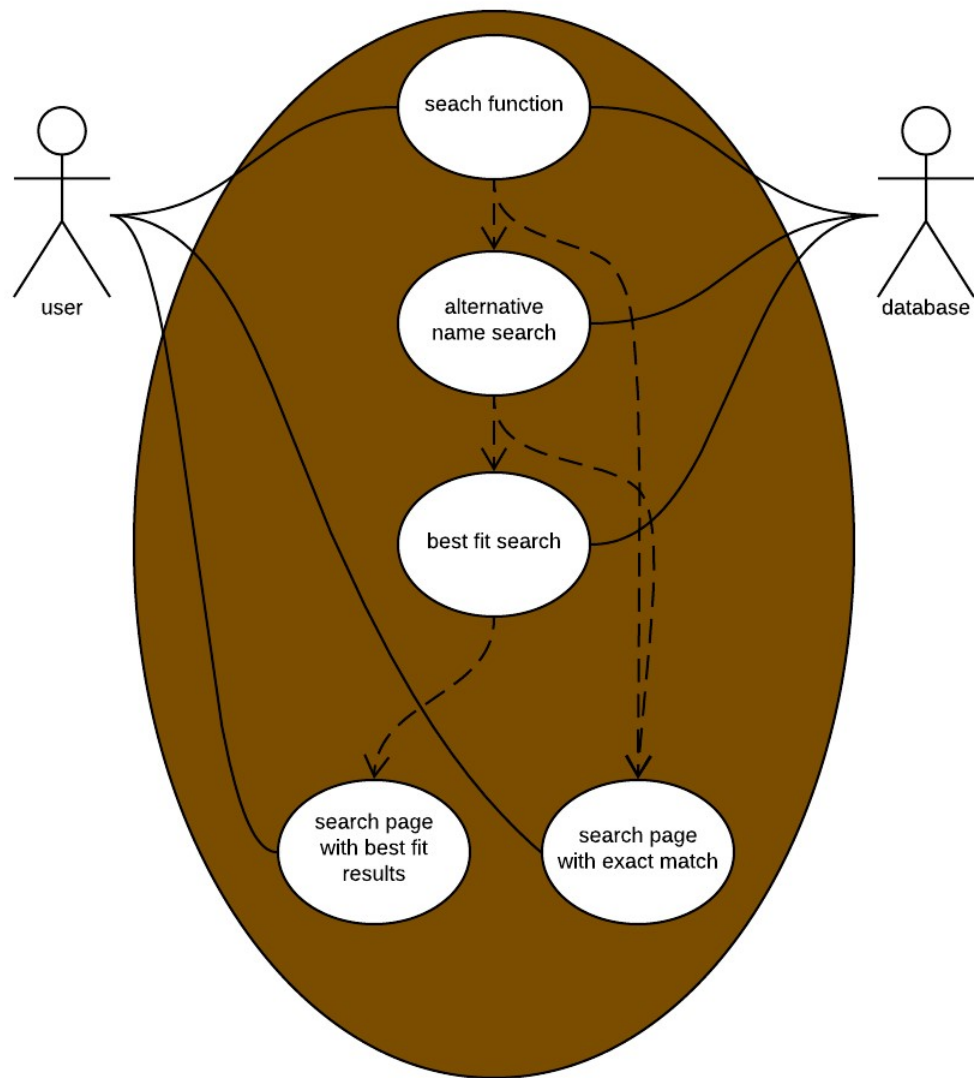 seach function
user
database
alternative
name search
best fit search
search page
with best fit
results
search page
with exact match